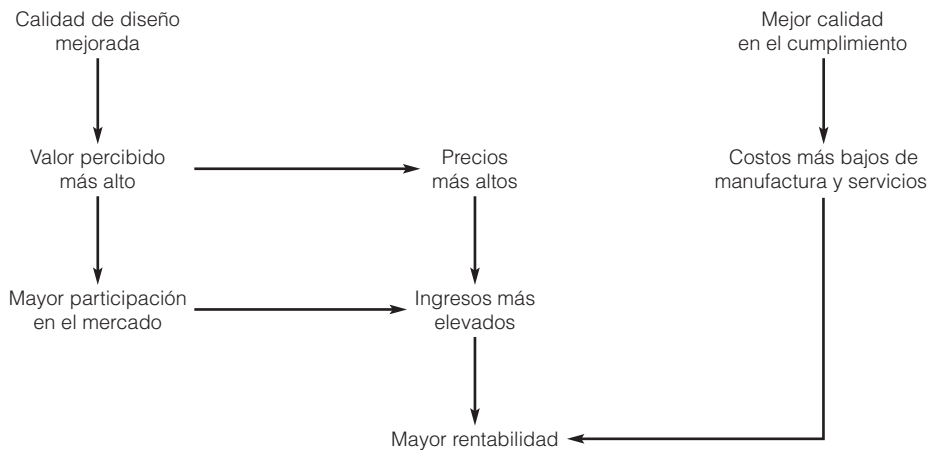 Calidad de diseño
mejorada
Mejor calidad
en el cumplimiento
Valor percibido
más alto
Precios
más altos
Costos más bajos de
manufactura y servicios
Mayor participación
en el mercado
Ingresos más
elevados
Mayor rentabilidad